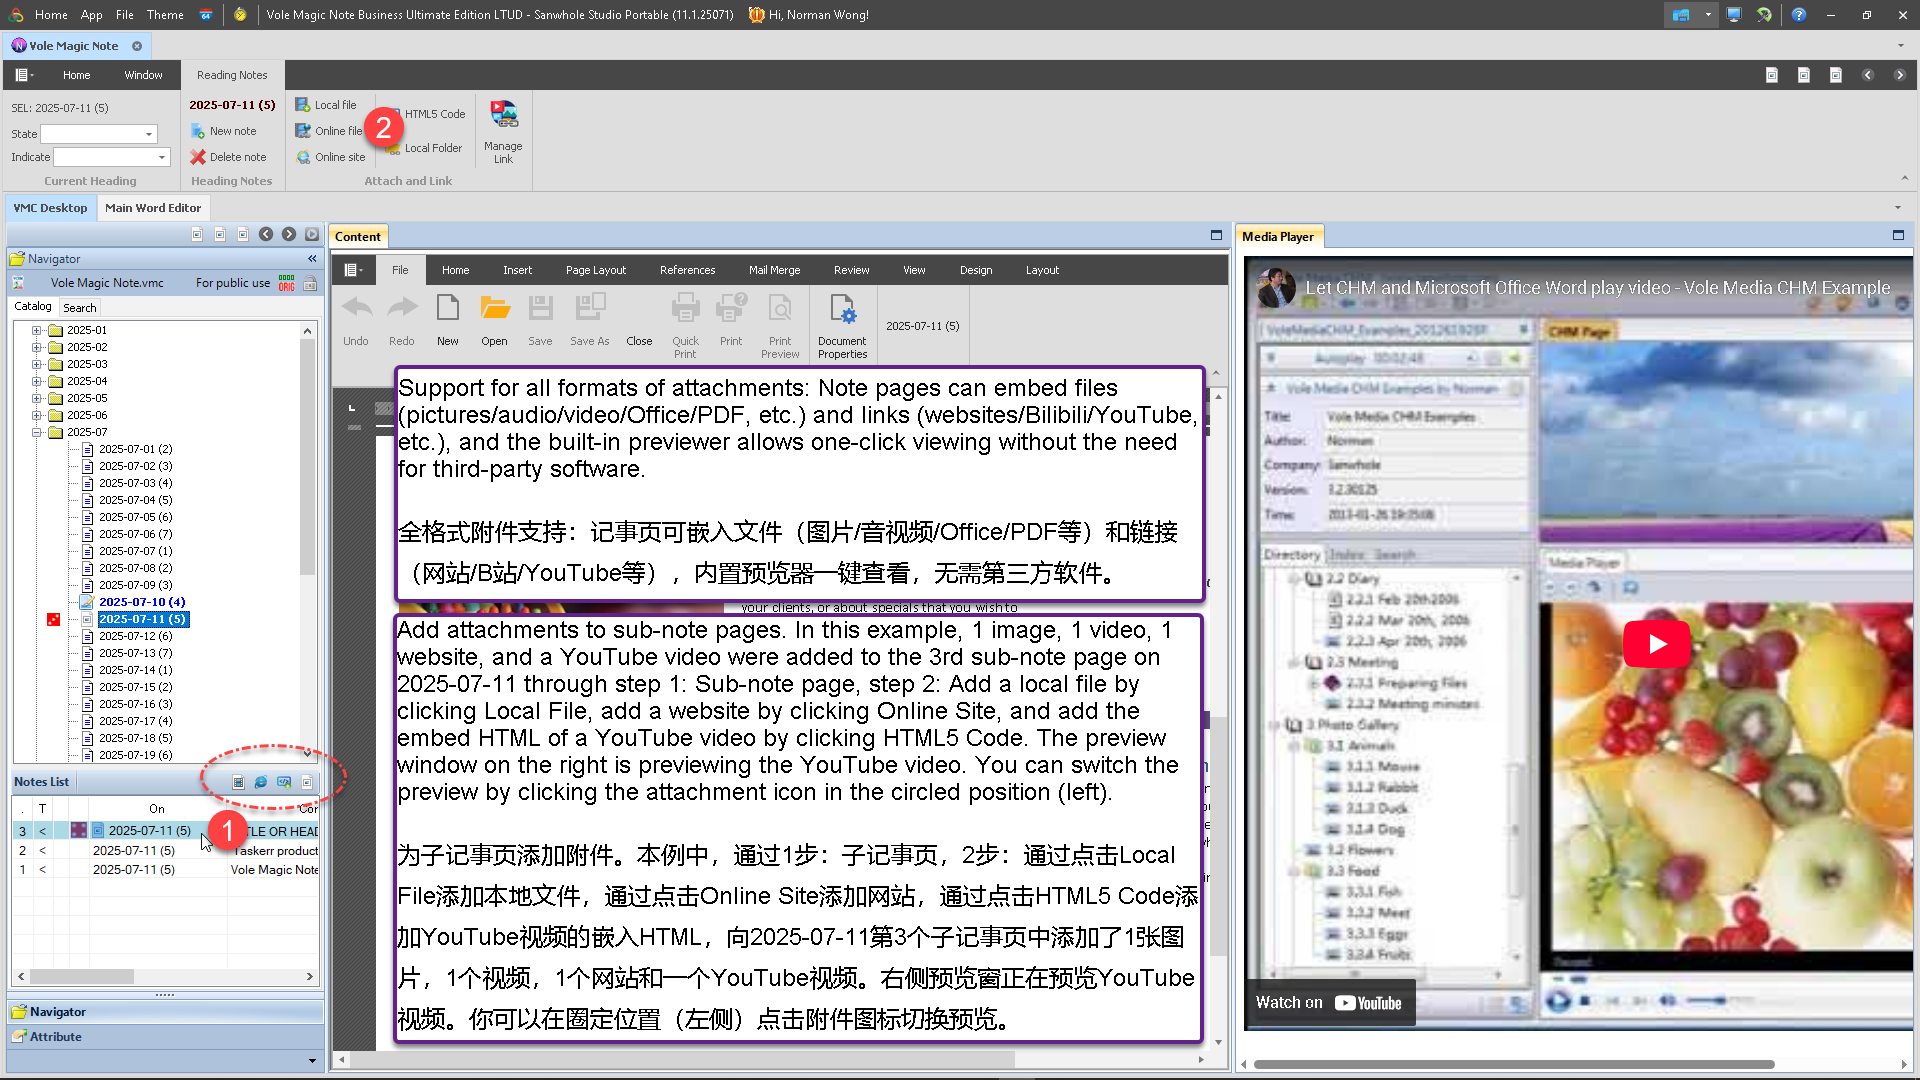 Home App File Theme Vole Magic Note Business Ultimate Edition LTUD - Sanwhole Studio Portable (11.1.25071) Hi, Norman Wong!
Vole Magic Note
Home Window Reading Notes
SEL: 2025-07-11 (5)
State
Indicate
Current Heading
2025-07-11 (5)
New note
Delete note
Heading Notes
Local file
Online file
Online site
2
HTML5 Code
Local Folder
Attach and Link
Manage
Link
VMC Desktop Main Word Editor
Navigator
Vole Magic Note.vmc For public use
Catalog Search
2025-01
2025-02
2025-03
2025-04
2025-05
2025-06
2025-07
2025-07-01 (2)
2025-07-02 (3)
2025-07-03 (4)
2025-07-04 (5)
2025-07-05 (6)
2025-07-06 (7)
2025-07-07 (1)
2025-07-08 (2)
2025-07-09 (3)
2025-07-10 (4)
2025-07-11 (5)
2025-07-12 (6)
2025-07-13 (7)
2025-07-14 (1)
2025-07-15 (2)
2025-07-16 (3)
2025-07-17 (4)
2025-07-18 (5)
2025-07-19 (6)
Notes List
. T On
3 < 2025-07-11 (5) TLE OR HEAD
1
2 < 2025-07-11 (5) Taskerr product
1 < 2025-07-11 (5) Vole Magic Note
Navigator
Attribute
Content
File Home Insert Page Layout References Mail Merge Review View Design Layout
Undo Redo New Open Save Save As Close Quick Print Print Print Preview Document Properties 2025-07-11 (5)
Support for all formats of attachments: Note pages can embed files
(pictures/audio/video/Office/PDF, etc.) and links (websites/Bilibili/YouTube,
etc.), and the built-in previewer allows one-click viewing without the need
for third-party software.
全格式附件支持：记事页可嵌入文件（图片/音视频/Office/PDF等）和链接
（网站/B站/YouTube等），内置预览器一键查看，无需第三方软件。
your clients, or about specials that you wish to
Add attachments to sub-note pages. In this example, 1 image, 1 video, 1
website, and a YouTube video were added to the 3rd sub-note page on
2025-07-11 through step 1: Sub-note page, step 2: Add a local file by
clicking Local File, add a website by clicking Online Site, and add the
embed HTML of a YouTube video by clicking HTML5 Code. The preview
window on the right is previewing the YouTube video. You can switch the
preview by clicking the attachment icon in the circled position (left).
为子记事页添加附件。本例中，通过1步：子记事页，2步：通过点击Local
File添加本地文件，通过点击Online Site添加网站，通过点击HTML5 Code添
加YouTube视频的嵌入HTML，向2025-07-11第3个子记事页中添加了1张图
片，1个视频，1个网站和一个YouTube视频。右侧预览窗正在预览YouTube
视频。你可以在圈定位置（左侧）点击附件图标切换预览。
Media Player
Let CHM and Microsoft Office Word play video - Vole Media CHM Example
CHM Page
Autoplay 00:02:48
Vole Media CHM Examples by Norman
Title: Vole Media CHM Examples
Author: Norman
Company: Sanwhole
Version: 3.2.30125
Time:
Directory Index Search
2.2 Diary
2.2.1 Feb 20th2006
2.2.2 Mar 20th, 2006
2.2.3 Apr 20th, 2006
2.3 Meeting
2.3.1 Preparing Files
2.3.2 Meeting minutes
3 Photo Gallery
3.1 Animals
3.1.1 Mouse
3.1.2 Rabbit
3.1.3 Duck
3.1.4 Dog
3.2 Flowers
3.3 Food
3.3.1 Fish
3.3.2 Meet
3.3.3 Eggs
3.3.4 Fruits
Media Player
Watch on YouTube